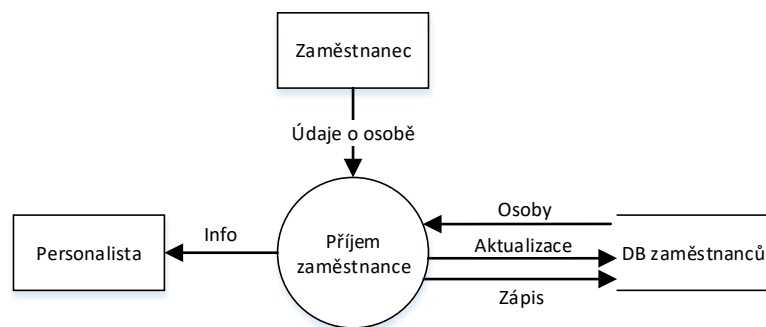 Zaměstnanec
Údaje o osobě
Osoby
Personalista
Info
Příjem
zaměstnance
Aktualizace
DB zaměstnanců
Zápis